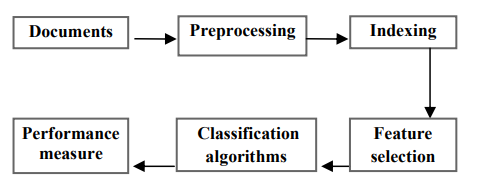 Documents
Preprocessing
Indexing
Feature
selection
Classification
algorithms
Performance
measure